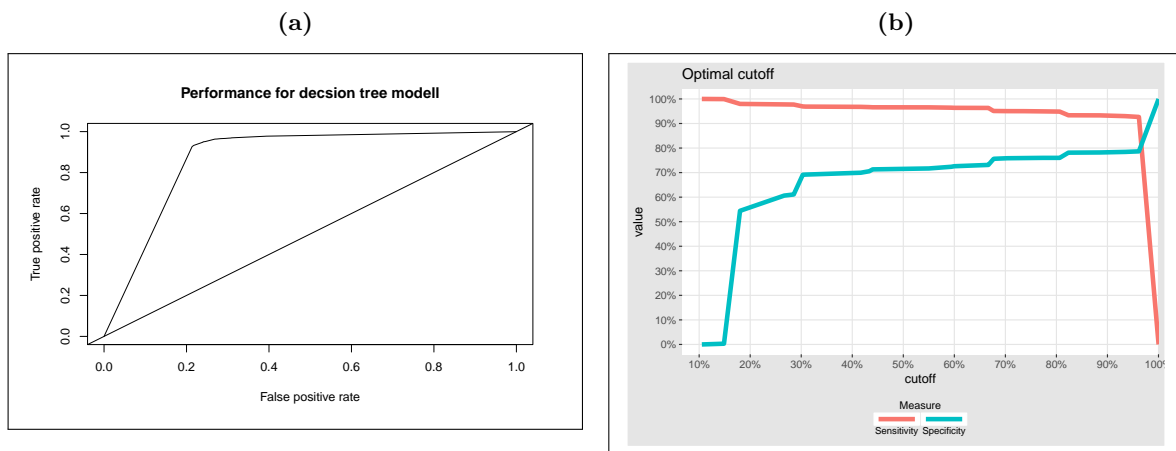 (a)
Performance for decsion tree modell
True positive rate
1.0
0.8
0.6
0.4
0.2
0.0
0.0 0.2 0.4 0.6 0.8 1.0
False positive rate
(b)
Optimal cutoff
value
100%
90%
80%
70%
60%
50%
40%
30%
20%
10%
0%
10% 20% 30% 40% 50% 60% 70% 80% 90% 100%
cutoff
Measure
Sensitivity Specificity